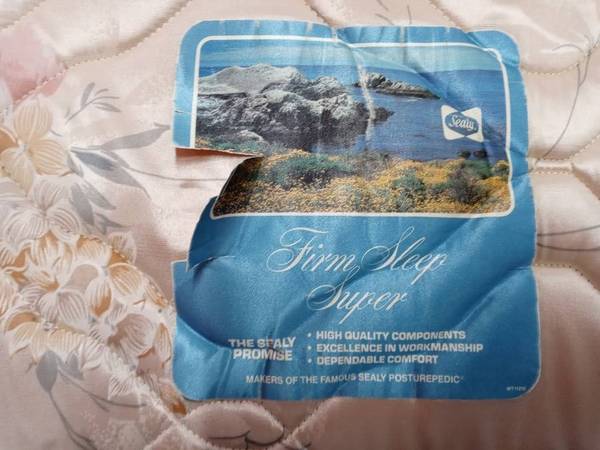 Sealy
Firm Sleep
Super
THE SEALY
PROMISE
• HIGH QUALITY COMPONENTS
• EXCELLENCE IN WORKMANSHIP
• DEPENDABLE COMFORT
MAKERS OF THE FAMOUS SEALY POSTUREPEDIC®